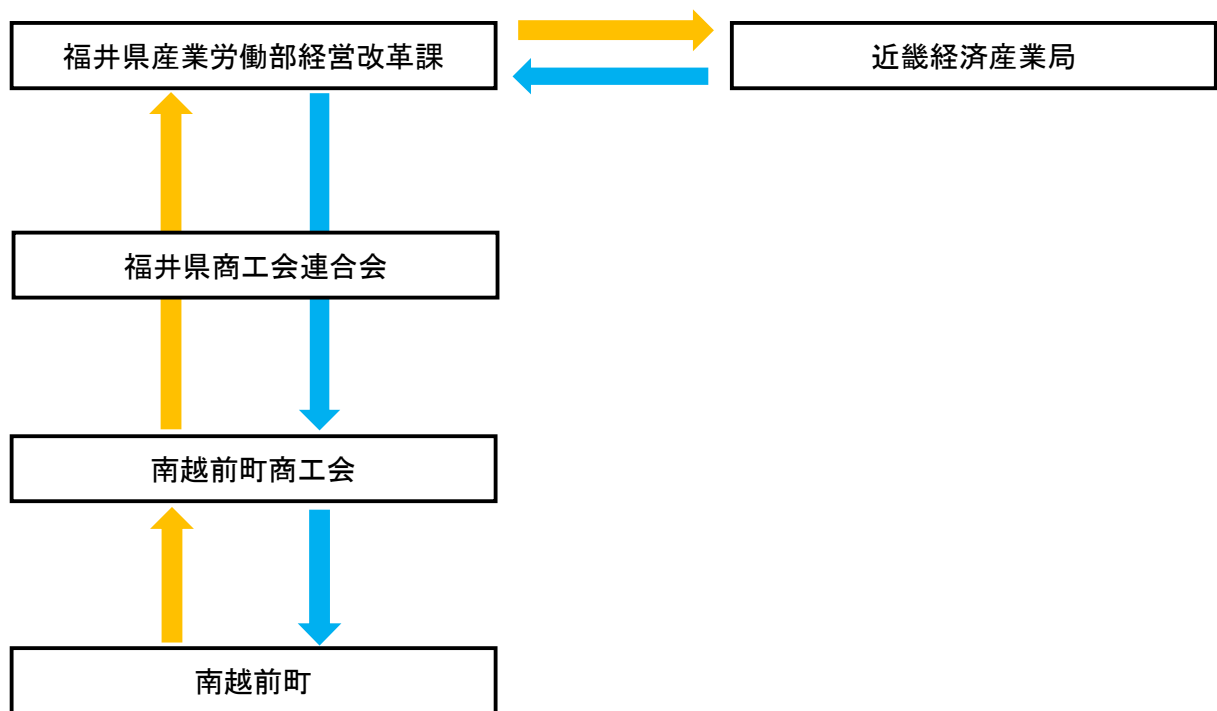 福井県産業労働部経営改革課
近畿経済産業局
福井県商工会連合会
南越前町商工会
南越前町